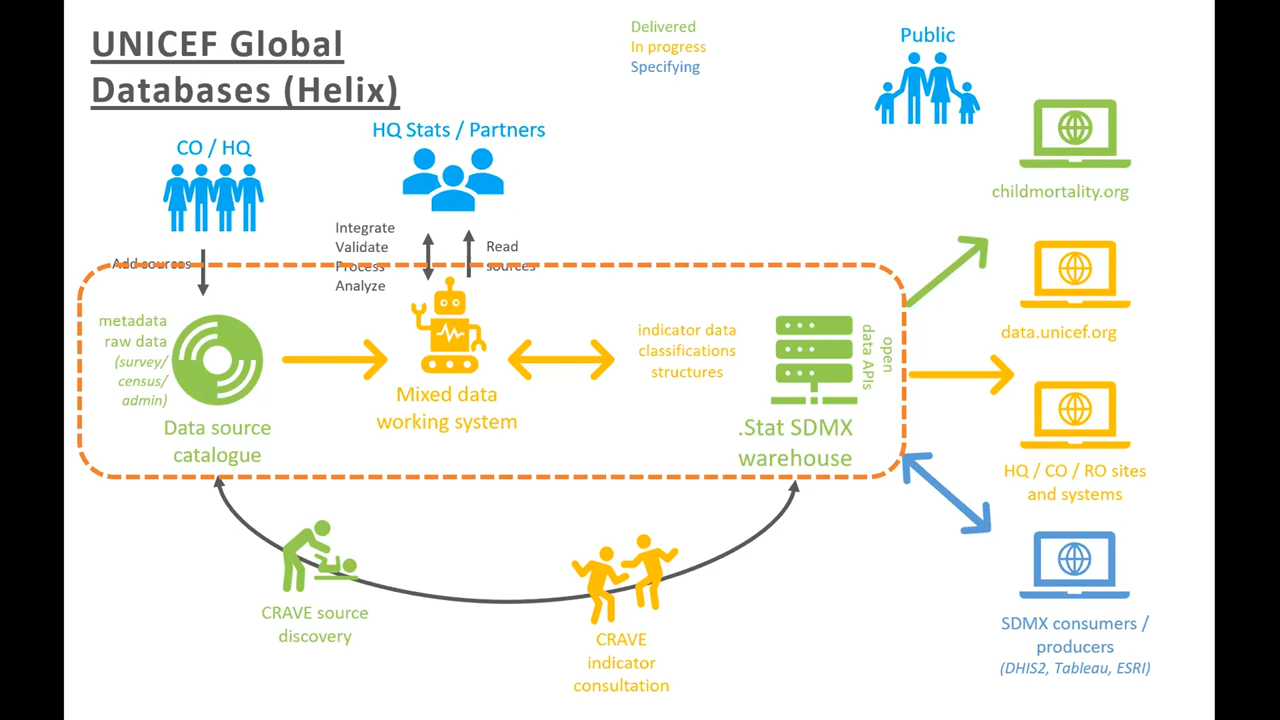 UNICEF Global
Databases (Helix)
Delivered
In progress
Specifying
Public
CO / HQ
HQ Stats / Partners
childmortality.org
Add sources
Integrate
Validate
Process
Analyze
Read
sources
metadata
raw data
(survey/
census/
admin)
Data source
catalogue
Mixed data
working system
indicator data
classifications
structures
open
data APIs
.Stat SDMX
warehouse
data.unicef.org
HQ / CO / RO sites
and systems
CRAVE source
discovery
CRAVE
indicator
consultation
SDMX consumers /
producers
(DHIS2, Tableau, ESRI)